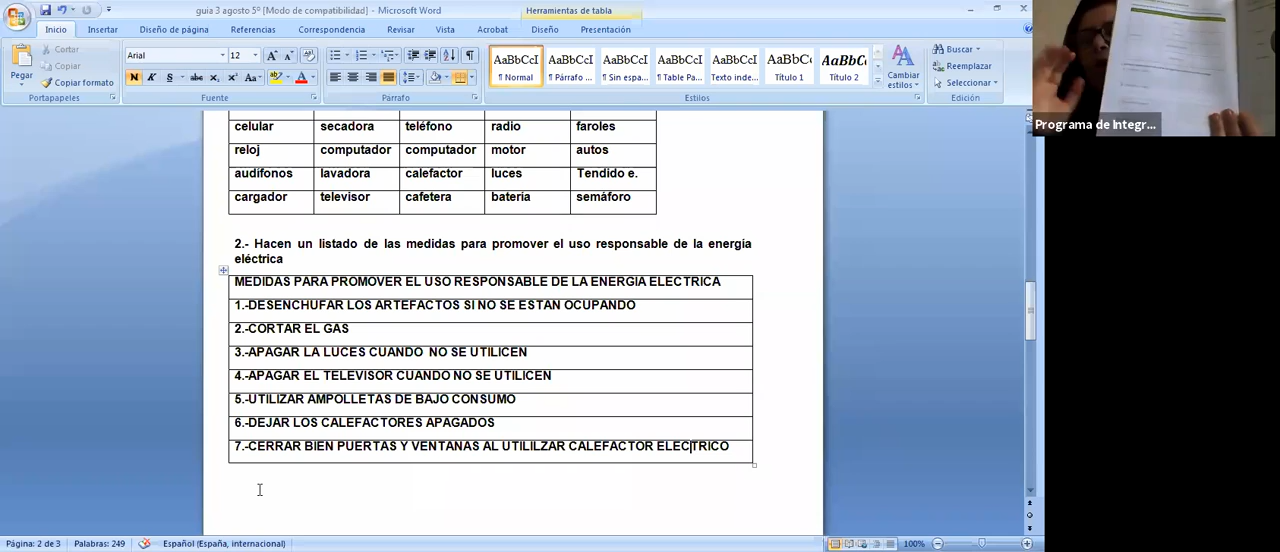 guia 3 agosto 5º [Modo de compatibilidad] - Microsoft Word
Herramientas de tabla
Inicio Insertar Diseño de página Referencias Correspondencia Revisar Vista Acrobat Diseño Presentación
Pegar
Cortar
Copiar
Copiar formato
Portapapeles
Arial 12
Fuente
Párrafo
AaBbCcI AaBbCcI AaBbCcI AaBbCcI AaBbCcI AaBbC AaBbC
¶ Normal ¶ Párrafo ... ¶ Sin espa... ¶ Table Pa... Texto inde... Título 1 Título 2
Cambiar estilos
Estilos
Buscar
Reemplazar
Seleccionar
Edición
Programa de Integr...
celular secadora teléfono radio faroles
reloj computador computador motor autos
audífonos lavadora calefactor luces Tendido e.
cargador televisor cafetera batería semáforo
2.- Hacen un listado de las medidas para promover el uso responsable de la energía
eléctrica
MEDIDAS PARA PROMOVER EL USO RESPONSABLE DE LA ENERGIA ELECTRICA
1.-DESENCHUFAR LOS ARTEFACTOS SI NO SE ESTAN OCUPANDO
2.-CORTAR EL GAS
3.-APAGAR LA LUCES CUANDO NO SE UTILICEN
4.-APAGAR EL TELEVISOR CUANDO NO SE UTILICEN
5.-UTILIZAR AMPOLLETAS DE BAJO CONSUMO
6.-DEJAR LOS CALEFACTORES APAGADOS
7.-CERRAR BIEN PUERTAS Y VENTANAS AL UTILILZAR CALEFACTOR ELECTRICO
Página: 2 de 3 Palabras: 249 Español (España, internacional) 100%